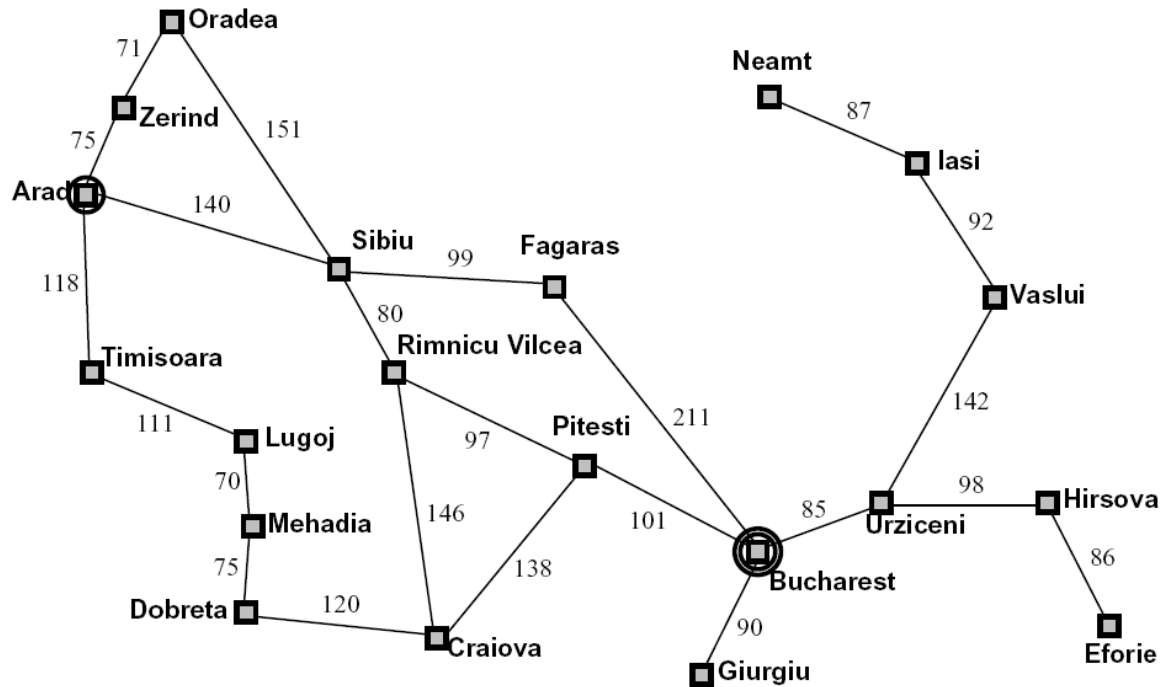 Oradea
71
Neamt
87
Zerind
151
75
Iasi
Arad
140
92
Sibiu
Fagaras
99
118
Vaslui
80
Timisoara
Rimnicu Vilcea
142
111
211
Lugoj
97
Pitesti
70
98
Hirsova
Mehadia
146
101
85
Urziceni
75
138
86
Bucharest
Dobreta
120
90
Craiova
Giurgiu
Eforie